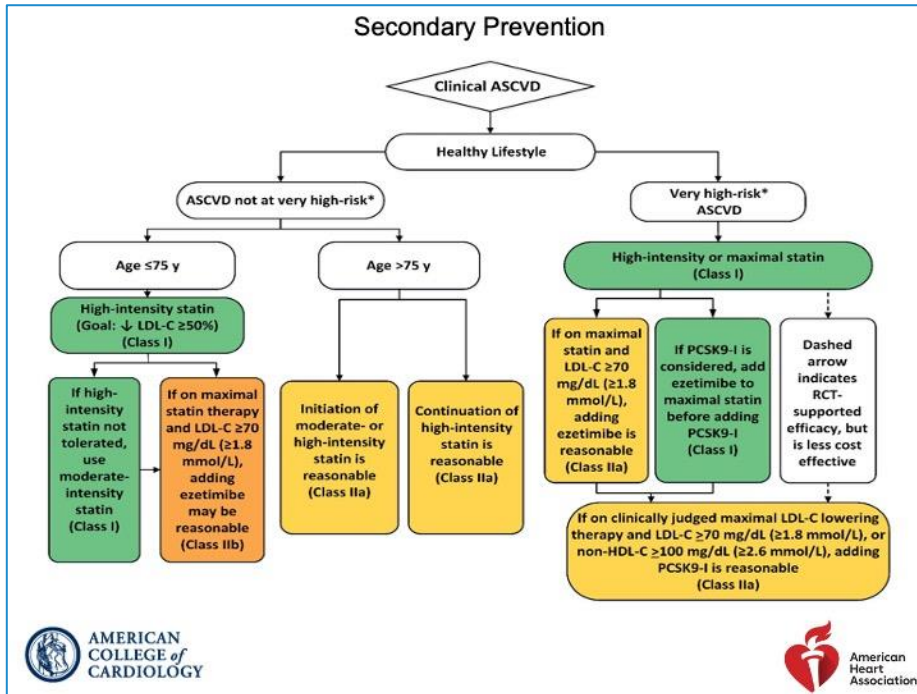 Secondary Prevention
Clinical ASCVD
Healthy Lifestyle
ASCVD not at very high-risk*
Very high-risk*
ASCVD
Age ≤75 y
Age >75 y
High-intensity or maximal statin
(Class I)
High-intensity statin
(Goal: ↓ LDL-C ≥50%)
(Class I)
If high-
intensity statin
not tolerated,
use
moderate-
intensity
statin
(Class I)
If on maximal
statin therapy
and LDL-C ≥70
mg/dL (≥1.8
mmol/L),
adding
ezetimibe
may be
reasonable
(Class IIb)
Initiation of
moderate- or
high-intensity
statin is
reasonable
(Class IIa)
Continuation of
high-intensity
statin is
reasonable
(Class IIa)
If on maximal
statin and
LDL-C ≥70
mg/dL (≥1.8
mmol/L),
adding
ezetimibe is
reasonable
(Class IIa)
If PCSK9-I is
considered, add
ezetimibe to
maximal statin
before adding
PCSK9-I
(Class I)
Dashed
arrow
indicates
RCT-
supported
efficacy, but
is less cost
effective
If on clinically judged maximal LDL-C lowering
therapy and LDL-C ≥70 mg/dL (≥1.8 mmol/L), or
non-HDL-C ≥100 mg/dL (≥2.6 mmol/L), adding
PCSK9-I is reasonable
(Class IIa)
AMERICAN
COLLEGE of
CARDIOLOGY
American
Heart
Association